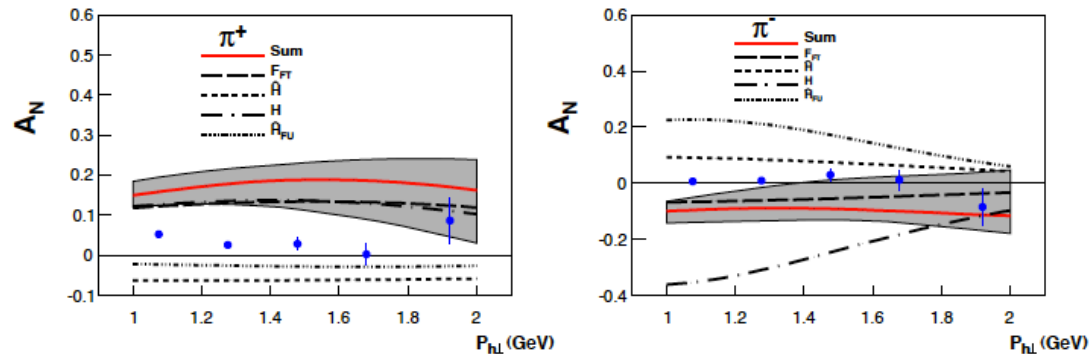 π+
Sum
F_FT
Ĥ
H
Ĥ_FU
A_N
0.6
0.5
0.4
0.3
0.2
0.1
0
-0.1
1 1.2 1.4 1.6 1.8 2
P_h⊥ (GeV)
π-
Sum
F_FT
Ĥ
H
Ĥ_FU
A_N
0.6
0.4
0.2
0
-0.2
-0.4
1 1.2 1.4 1.6 1.8 2
P_h⊥ (GeV)